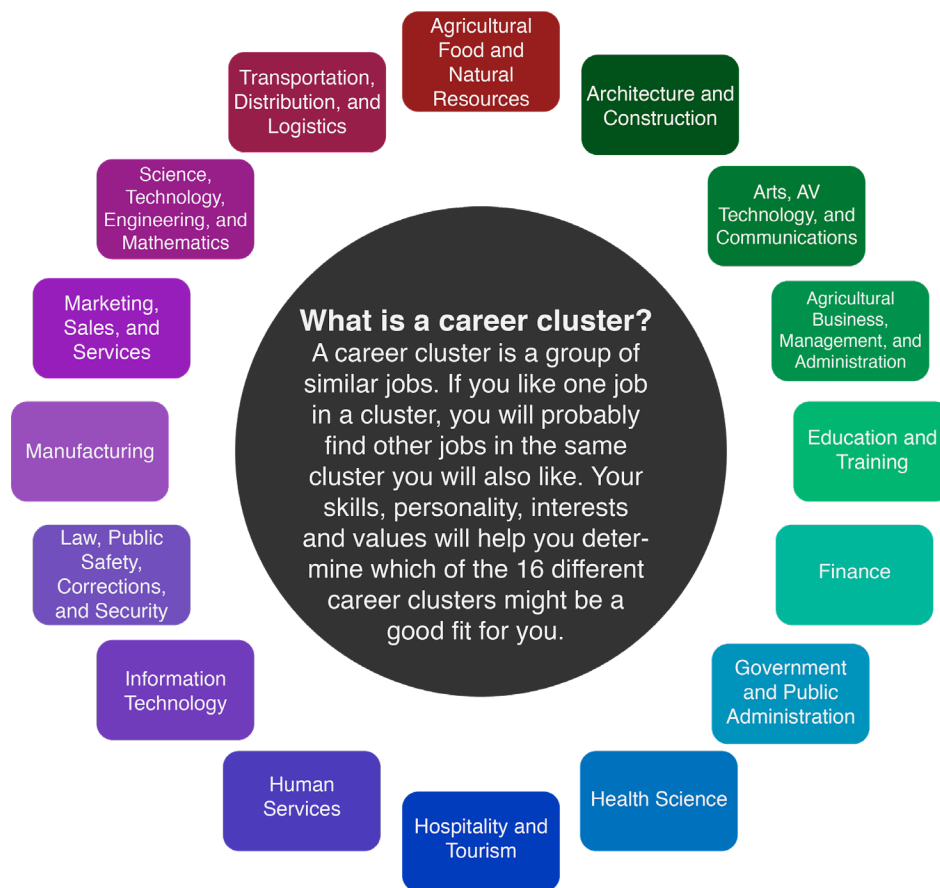 Agricultural
Food and
Natural
Resources
Architecture and
Construction
Arts, AV
Technology, and
Communications
Agricultural
Business,
Management, and
Administration
Education and
Training
Finance
Government
and Public
Administration
Health Science
Hospitality and
Tourism
Human
Services
Information
Technology
Law, Public
Safety,
Corrections,
and Security
Manufacturing
Marketing,
Sales, and
Services
Science,
Technology,
Engineering, and
Mathematics
Transportation,
Distribution, and
Logistics
What is a career cluster?
A career cluster is a group of
similar jobs. If you like one job
in a cluster, you will probably
find other jobs in the same
cluster you will also like. Your
skills, personality, interests
and values will help you deter-
mine which of the 16 different
career clusters might be a
good fit for you.